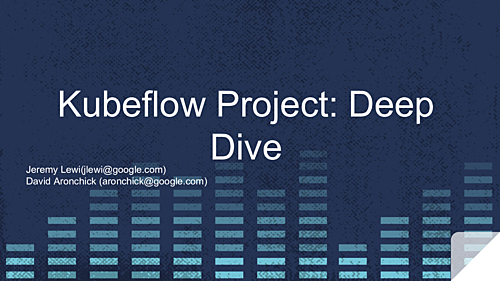 Kubeflow Project: Deep
Dive
Jeremy Lewi(jlewi@google.com)
David Aronchick (aronchick@google.com)